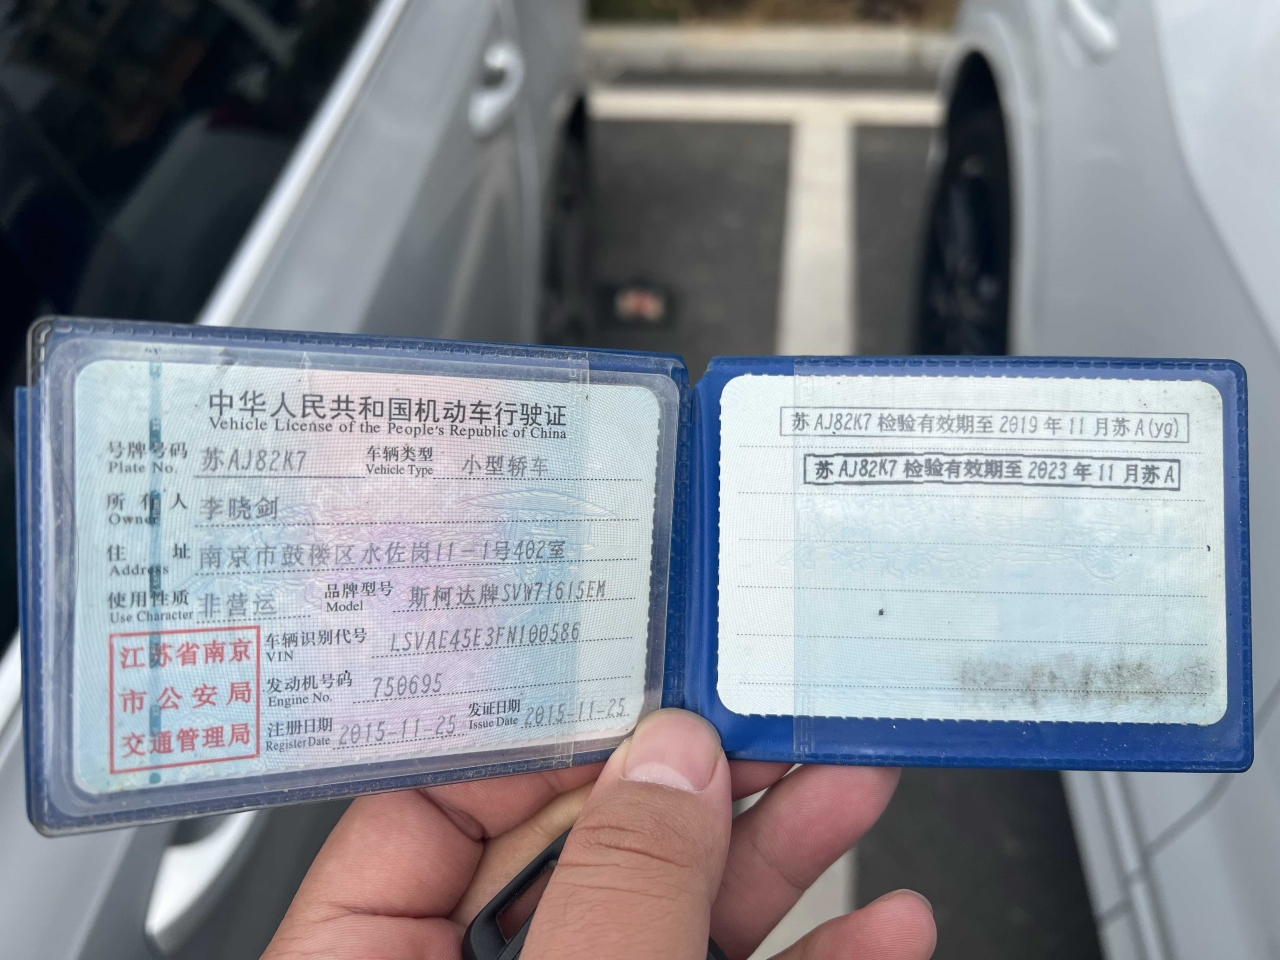 中华人民共和国机动车行驶证
Vehicle License of the People's Republic of China
号牌号码 Plate No. 苏AJ82K7 车辆类型 Vehicle Type 小型轿车
所有人 Owner 李晓剑
住址 Address 南京市鼓楼区水佐岗11-1号402室
使用性质 Use Character 非营运 品牌型号 Model 斯柯达牌SVW71615EM
车辆识别代号 VIN LSVAE45E3FN100586
发动机号码 Engine No. 750695
注册日期 Register Date 2015-11-25 发证日期 Issue Date 2015-11-25
江苏省南京
市公安局
交通管理局
苏AJ82K7 检验有效期至 2019 年 11 月苏 A(yg)
苏 AJ82K7 检验有效期至 2023 年 11 月苏 A